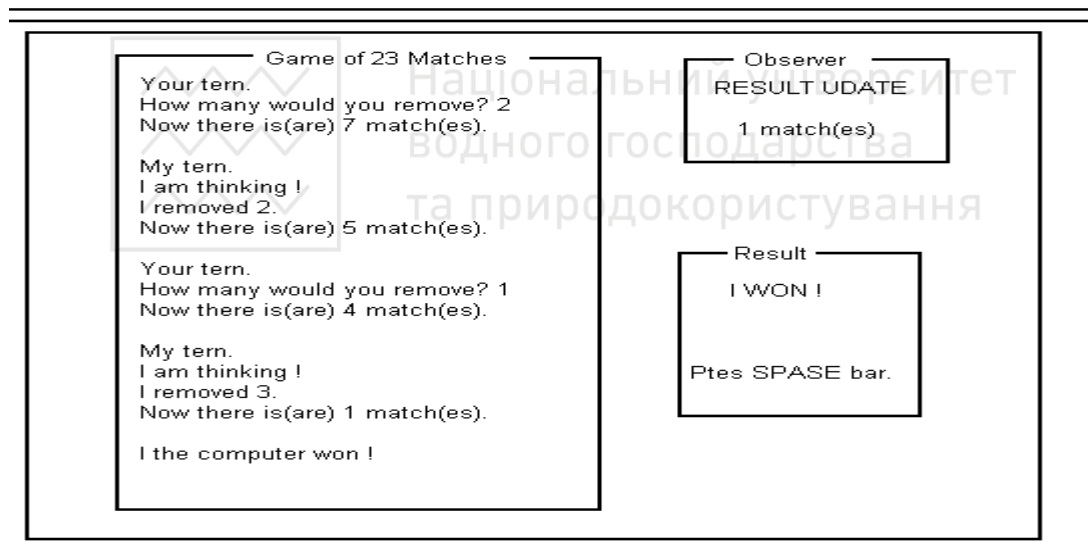 Game of 23 Matches
Your tern.
How many would you remove? 2
Now there is(are) 7 match(es).
My tern.
I am thinking !
I removed 2.
Now there is(are) 5 match(es).
Your tern.
How many would you remove? 1
Now there is(are) 4 match(es).
My tern.
I am thinking !
I removed 3.
Now there is(are) 1 match(es).
I the computer won !
Observer
RESULT UDATE
1 match(es)
Result
I WON !
Ptes SPASE bar.
Національний університет
водного господарства
та природокористування